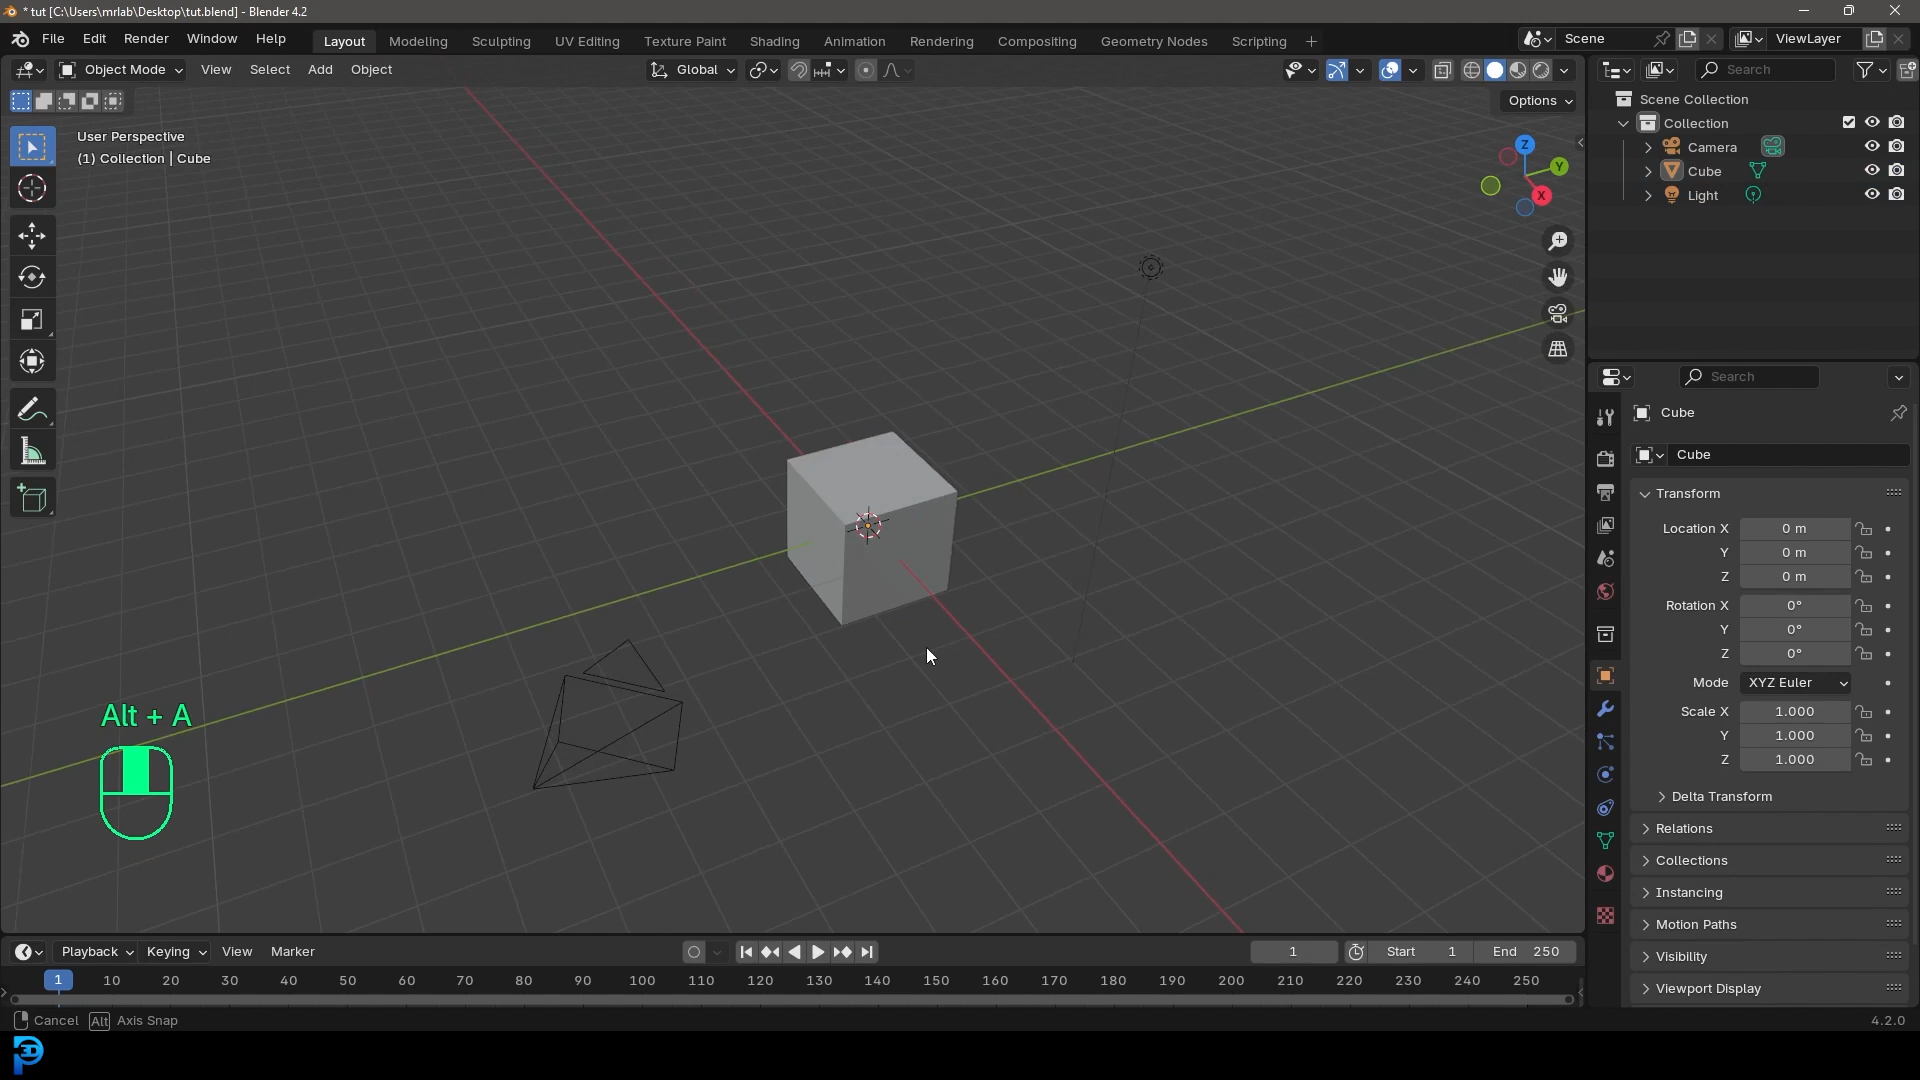 * tut [C:\Users\mrlab\Desktop\tut.blend] - Blender 4.2
File Edit Render Window Help Layout Modeling Sculpting UV Editing Texture Paint Shading Animation Rendering Compositing Geometry Nodes Scripting + Scene ViewLayer
Object Mode View Select Add Object Global Search
Options
User Perspective
(1) Collection | Cube
Z
Y
X
Scene Collection
Collection
Camera
Cube
Light
Search
Cube
Cube
Transform
Location X 0 m
Y 0 m
Z 0 m
Rotation X 0°
Y 0°
Z 0°
Mode XYZ Euler
Scale X 1.000
Y 1.000
Z 1.000
Delta Transform
Relations
Collections
Instancing
Motion Paths
Visibility
Viewport Display
Alt + A
Playback Keying View Marker 1 Start 1 End 250
1 10 20 30 40 50 60 70 80 90 100 110 120 130 140 150 160 170 180 190 200 210 220 230 240 250
Cancel Alt Axis Snap 4.2.0
3D